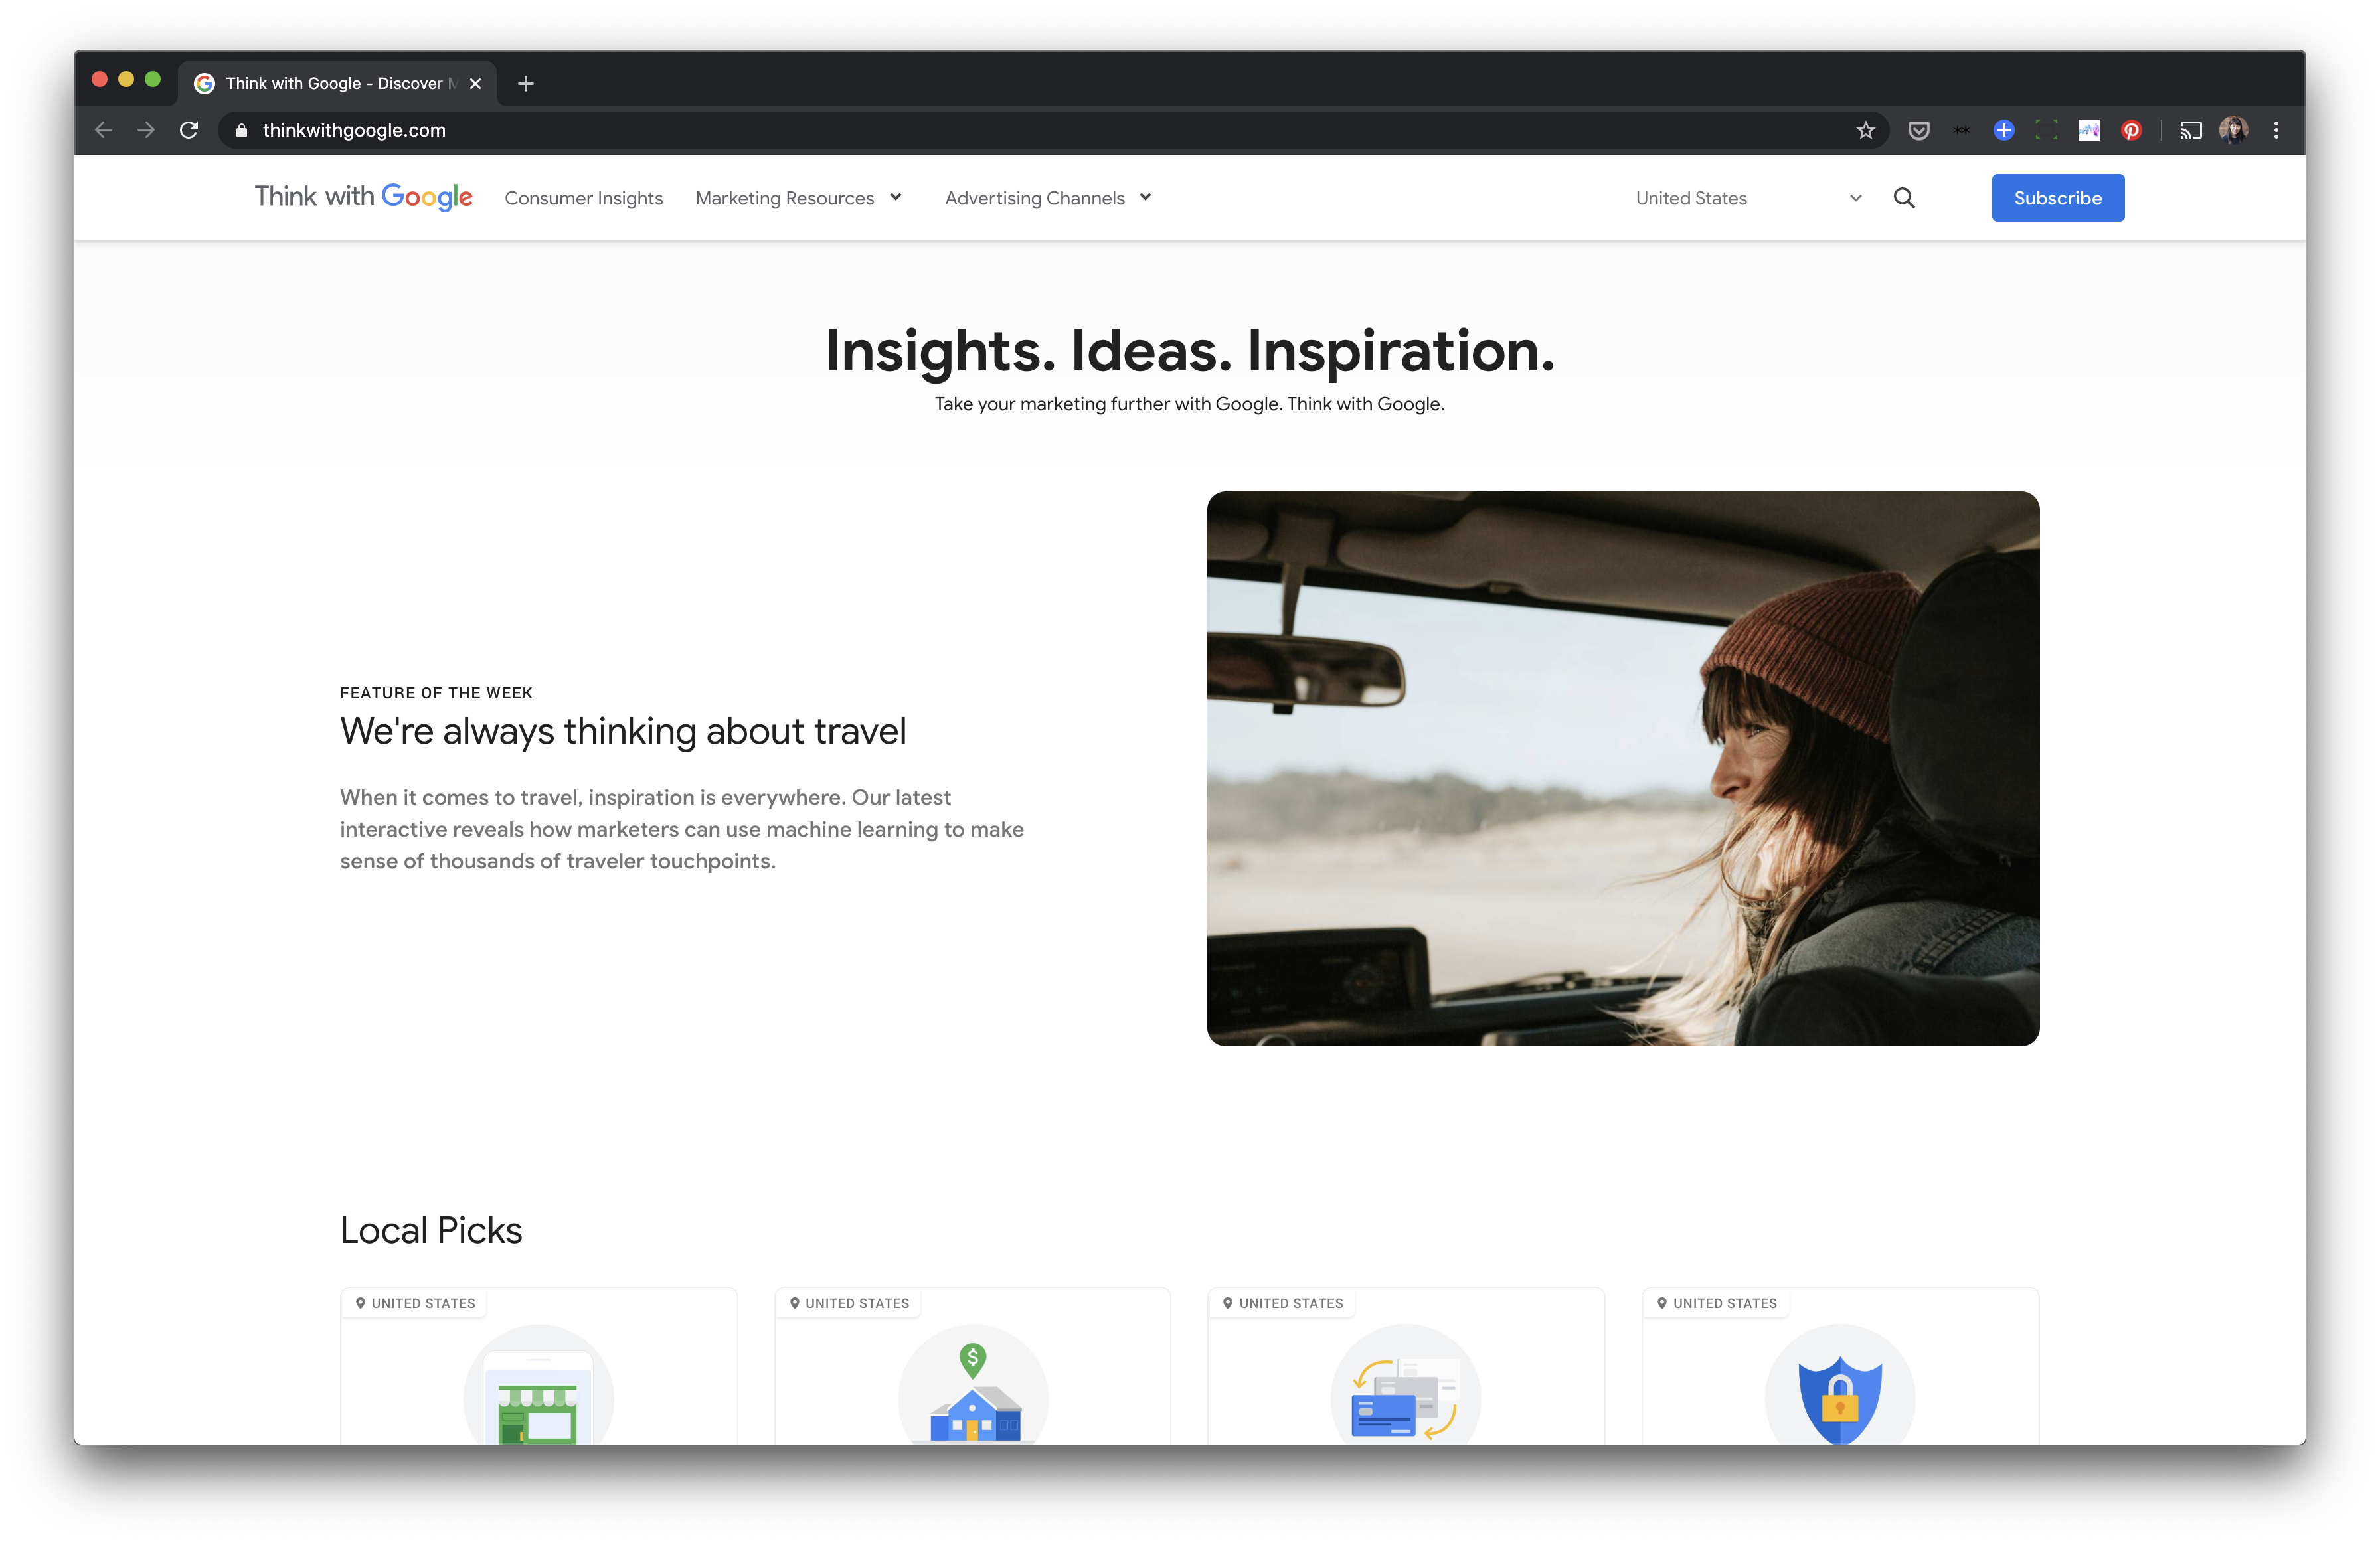 Think with Google - Discover
thinkwithgoogle.com
Think with Google
Consumer Insights
Marketing Resources
Advertising Channels
United States
Subscribe
Insights. Ideas. Inspiration.
Take your marketing further with Google. Think with Google.
FEATURE OF THE WEEK
We're always thinking about travel
When it comes to travel, inspiration is everywhere. Our latest
interactive reveals how marketers can use machine learning to make
sense of thousands of traveler touchpoints.
Local Picks
UNITED STATES
UNITED STATES
$
UNITED STATES
UNITED STATES